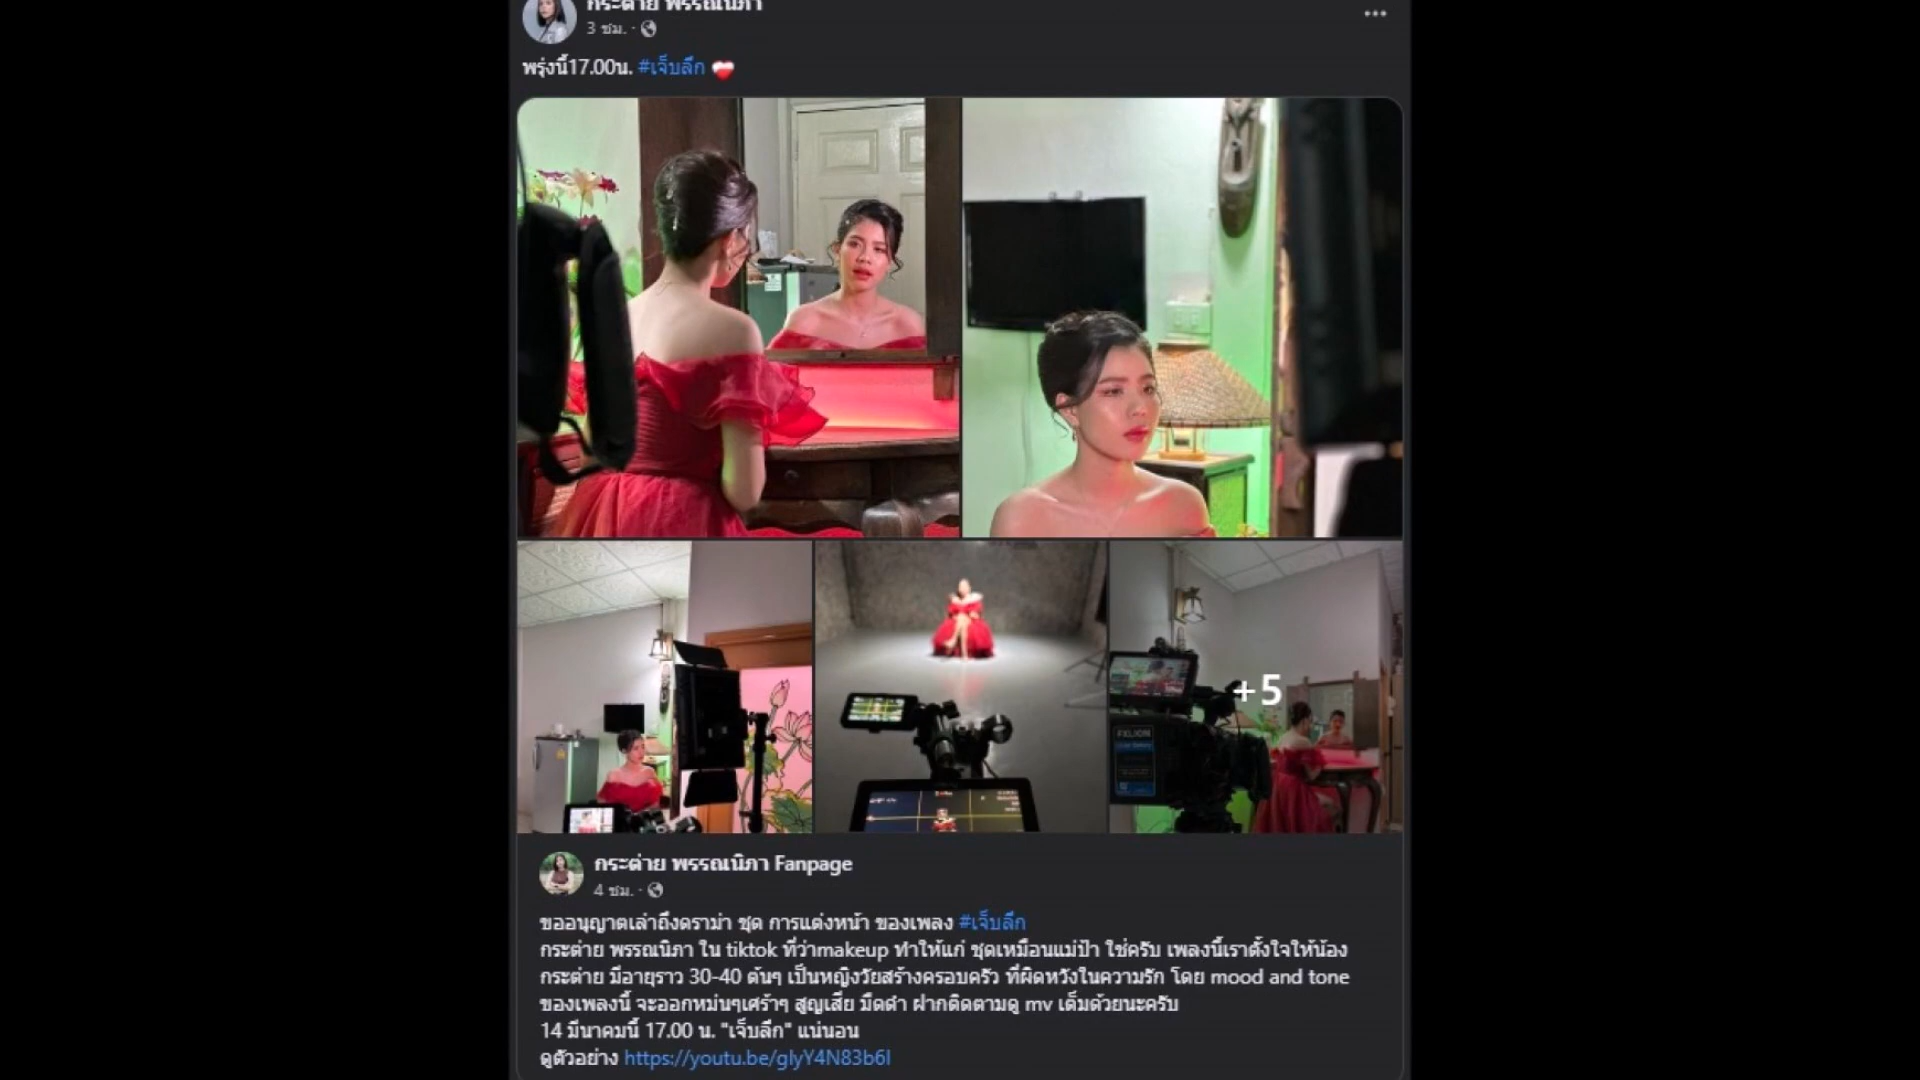 กระต่าย พรรณนิภา
3 ชม. ·
พรุ่งนี้17.00น. #เจ็บลึก
+5
FXLION
กระต่าย พรรณนิภา Fanpage
4 ชม. ·
ขออนุญาตเล่าถึงดราม่า ชุด การแต่งหน้า ของเพลง #เจ็บลึก
กระต่าย พรรณนิภา ใน tiktok ที่ว่าmakeup ทำให้แก่ ชุดเหมือนแม่ป้า ใช่ครับ เพลงนี้เราตั้งใจให้น้อง
กระต่าย มีอายุราว 30-40 ต้นๆ เป็นหญิงวัยสร้างครอบครัว ที่ผิดหวังในความรัก โดย mood and tone
ของเพลงนี้ จะออกหม่นๆเศร้าๆ สูญเสีย มืดดำ ฝากติดตามดู mv เต็มด้วยนะครับ
14 มีนาคมนี้ 17.00 น. "เจ็บลึก" แน่นอน
ดูตัวอย่าง https://youtu.be/glyY4N83b6I